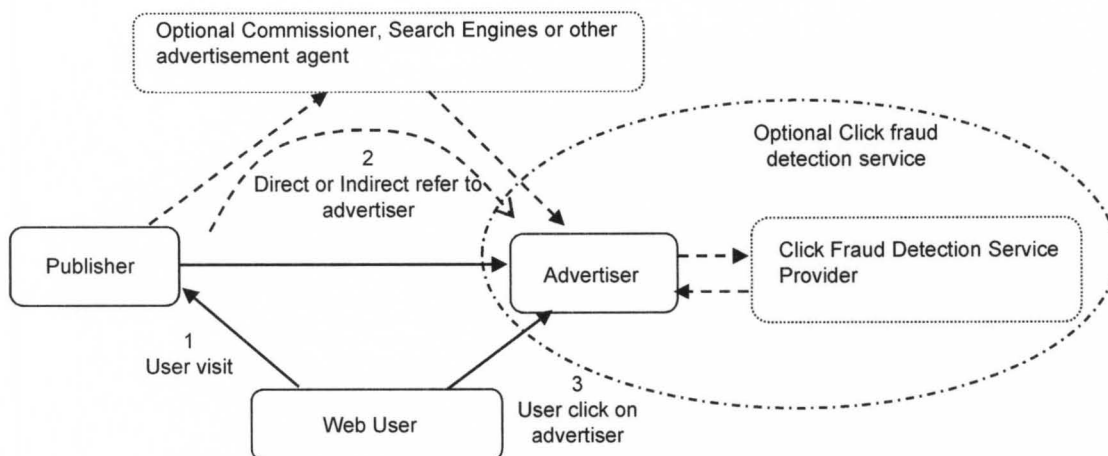 Optional Commissioner, Search Engines or other
advertisement agent
Optional Click fraud
detection service
2
Direct or Indirect refer to
advertiser
Publisher
Advertiser
Click Fraud Detection Service
Provider
1
User visit
Web User
3
User click on
advertiser